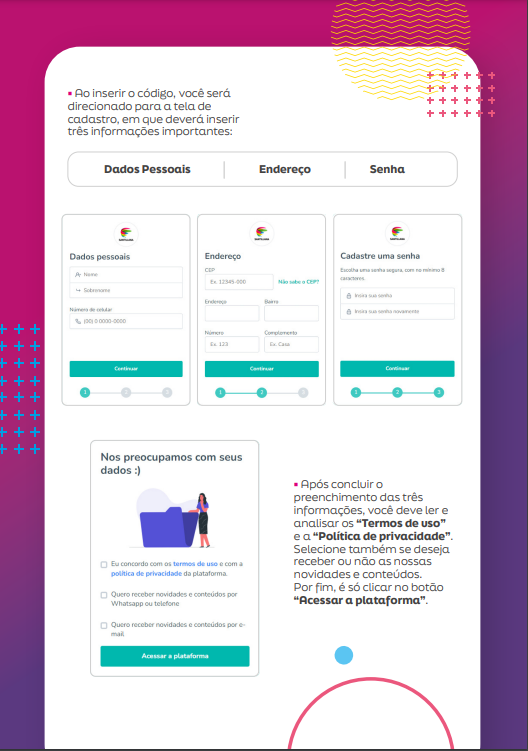 ▪ Ao inserir o código, você será
direcionado para a tela de
cadastro, em que deverá inserir
três informações importantes:
Dados Pessoais
Endereço
Senha
SANTILLANA
Dados pessoais
Nome
Sobrenome
Número de celular
(00) 0 0000-0000
Continuar
1 2 3
SANTILLANA
Endereço
CEP
Ex. 12345-000 Não sabe o CEP?
Endereço Bairro
Número Complemento
Ex. 123 Ex. Casa
Continuar
1 2 3
SANTILLANA
Cadastre uma senha
Escolha uma senha segura, com no mínimo 8
caracteres.
Insira sua senha
Insira sua senha novamente
Continuar
1 2 3
Nos preocupamos com seus
dados :)
Eu concordo com os termos de uso e com a
política de privacidade da plataforma.
Quero receber novidades e conteúdos por
Whatsapp ou telefone
Quero receber novidades e conteúdos por e-
mail
Acessar a plataforma
▪ Após concluir o
preenchimento das três
informações, você deve ler e
analisar os “Termos de uso”
e a “Política de privacidade”.
Selecione também se deseja
receber ou não as nossas
novidades e conteúdos.
Por fim, é só clicar no botão
“Acessar a plataforma”.